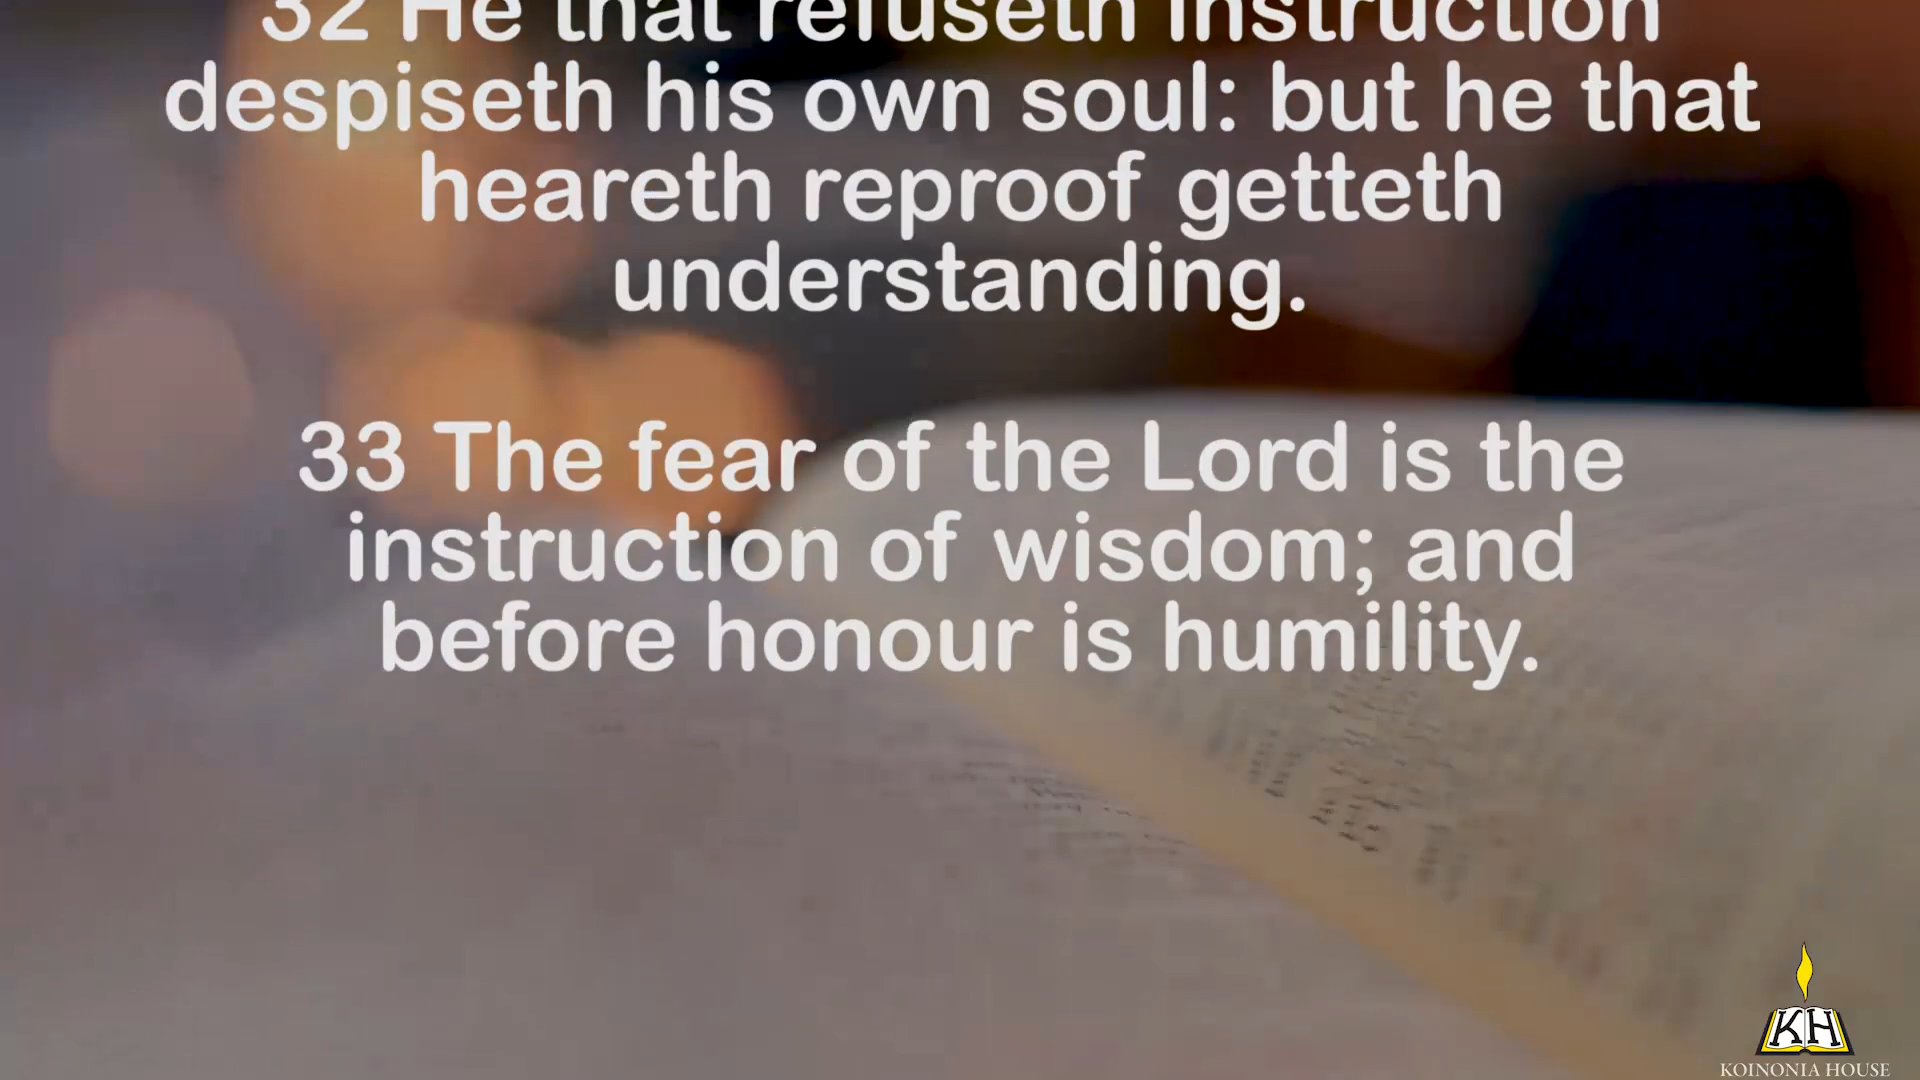 32 He that refuseth instruction
despiseth his own soul: but he that
heareth reproof getteth
understanding.
33 The fear of the Lord is the
instruction of wisdom; and
before honour is humility.
KH
KOINONIA HOUSE